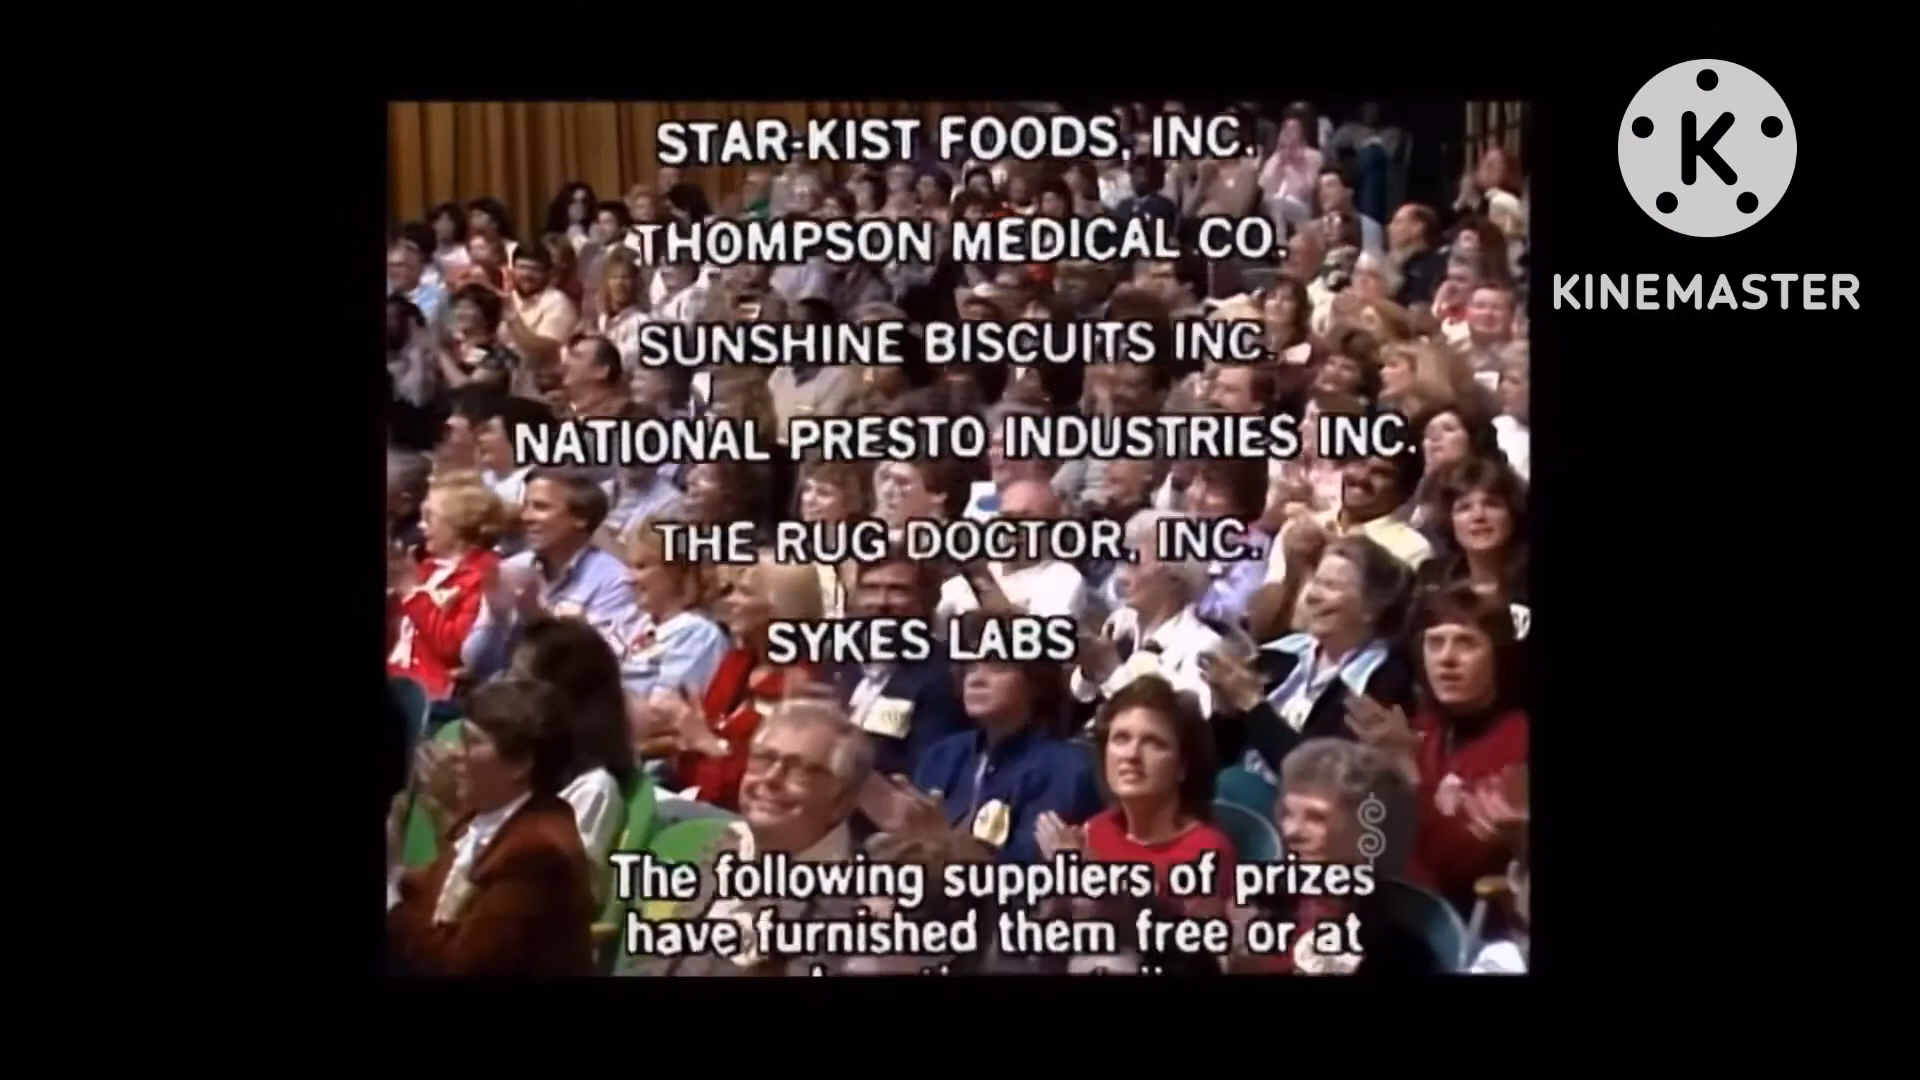 STAR-KIST FOODS, INC.
THOMPSON MEDICAL CO.
SUNSHINE BISCUITS INC.
NATIONAL PRESTO INDUSTRIES INC.
THE RUG DOCTOR, INC.
SYKES LABS
The following suppliers of prizes
have furnished them free or at
K
KINEMASTER